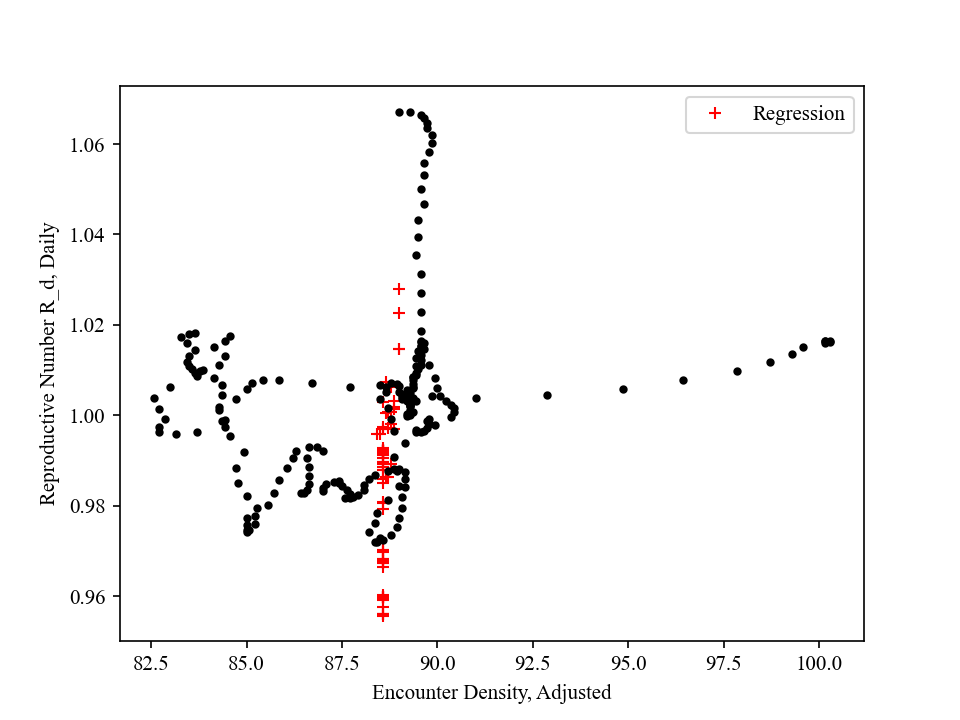 Regression
1.06
1.04
1.02
1.00
0.98
0.96
Reproductive Number R_d, Daily
82.5 85.0 87.5 90.0 92.5 95.0 97.5 100.0
Encounter Density, Adjusted